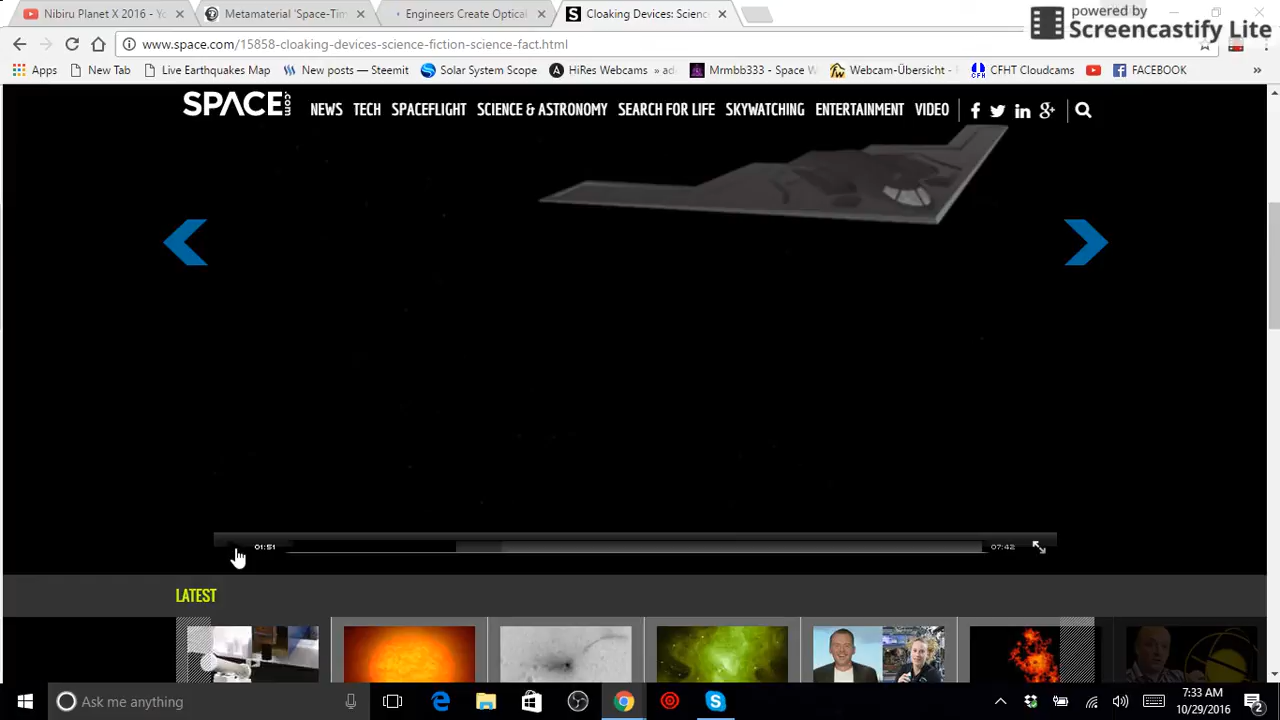 Nibiru Planet X 2016 - Yo
Metamaterial 'Space-Tim
Engineers Create Optical
Cloaking Devices: Scienc
powered by
Screencastify Lite
www.space.com/15858-cloaking-devices-science-fiction-science-fact.html
Apps New Tab Live Earthquakes Map New posts — Steemit Solar System Scope HiRes Webcams » ad Mrmbb333 - Space W Webcam-Übersicht - F CFHT Cloudcams FACEBOOK »
SPACE.com NEWS TECH SPACEFLIGHT SCIENCE & ASTRONOMY SEARCH FOR LIFE SKYWATCHING ENTERTAINMENT VIDEO
01:51 07:42
LATEST
Ask me anything
7:33 AM
10/29/2016
2